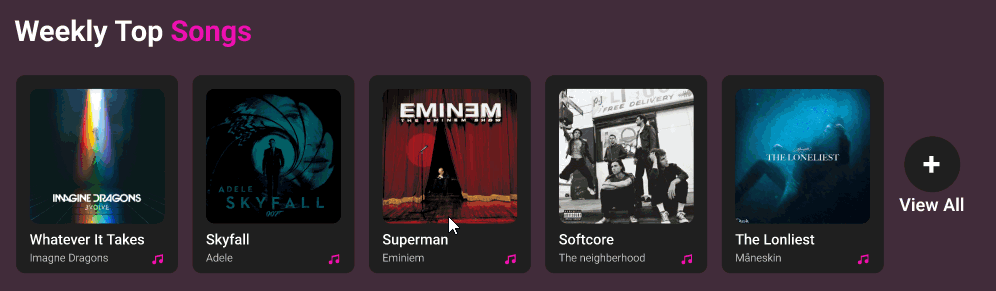 Weekly Top Songs
IMAGINE DRAGONS
EVOLVE
ADELE
SKYFALL
007
EMINEM
THE EMINEM SHOW
FREE DELIVERY
THE LONELIEST
+
View All
Whatever It Takes
Imagne Dragons
Skyfall
Adele
Superman
Eminiem
Softcore
The neighberhood
The Lonliest
Måneskin